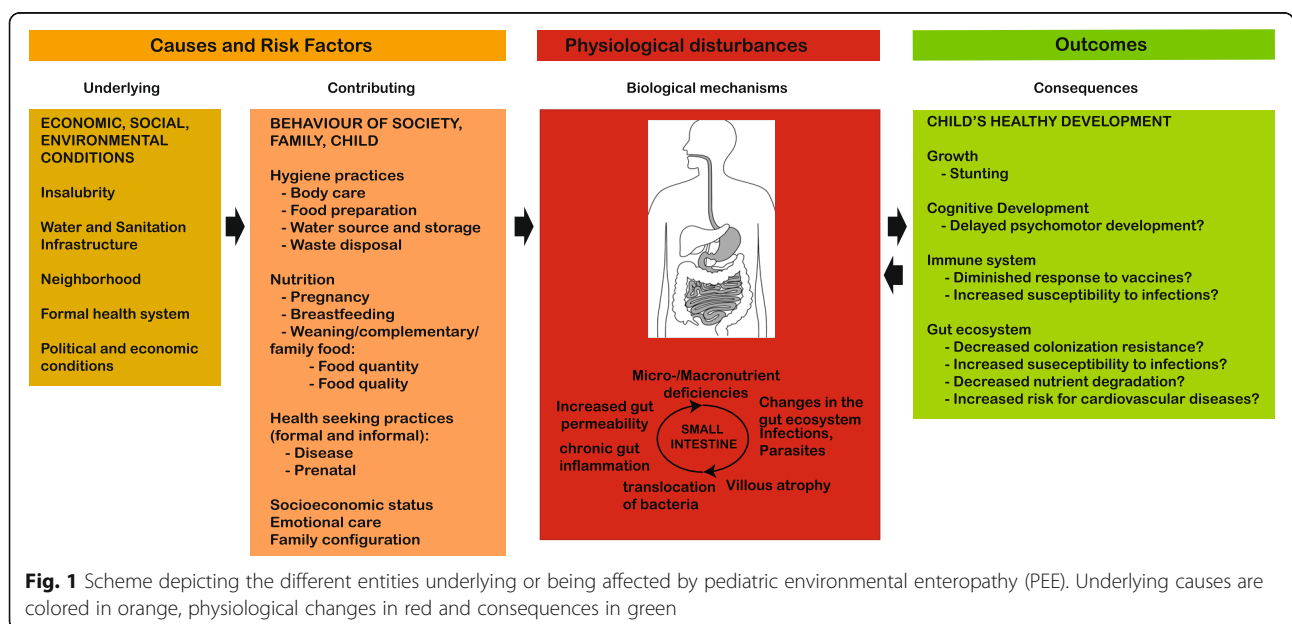 Causes and Risk Factors
Physiological disturbances
Outcomes
Underlying
Contributing
Biological mechanisms
Consequences
ECONOMIC, SOCIAL,
ENVIRONMENTAL
CONDITIONS
Insalubrity
Water and Sanitation
Infrastructure
Neighborhood
Formal health system
Political and economic
conditions
BEHAVIOUR OF SOCIETY,
FAMILY, CHILD
Hygiene practices
- Body care
- Food preparation
- Water source and storage
- Waste disposal
Nutrition
- Pregnancy
- Breastfeeding
- Weaning/complementary/
family food:
- Food quantity
- Food quality
Health seeking practices
(formal and informal):
- Disease
- Prenatal
Socioeconomic status
Emotional care
Family configuration
Micro-/Macronutrient
deficiencies
Increased gut
permeability
Changes in the
gut ecosystem
Infections,
Parasites
SMALL
INTESTINE
chronic gut
inflammation
translocation
of bacteria
Villous atrophy
CHILD'S HEALTHY DEVELOPMENT
Growth
- Stunting
Cognitive Development
- Delayed psychomotor development?
Immune system
- Diminished response to vaccines?
- Increased susceptibility to infections?
Gut ecosystem
- Decreased colonization resistance?
- Increased suseceptibility to infections?
- Decreased nutrient degradation?
- Increased risk for cardiovascular diseases?
Fig. 1 Scheme depicting the different entities underlying or being affected by pediatric environmental enteropathy (PEE). Underlying causes are
colored in orange, physiological changes in red and consequences in green